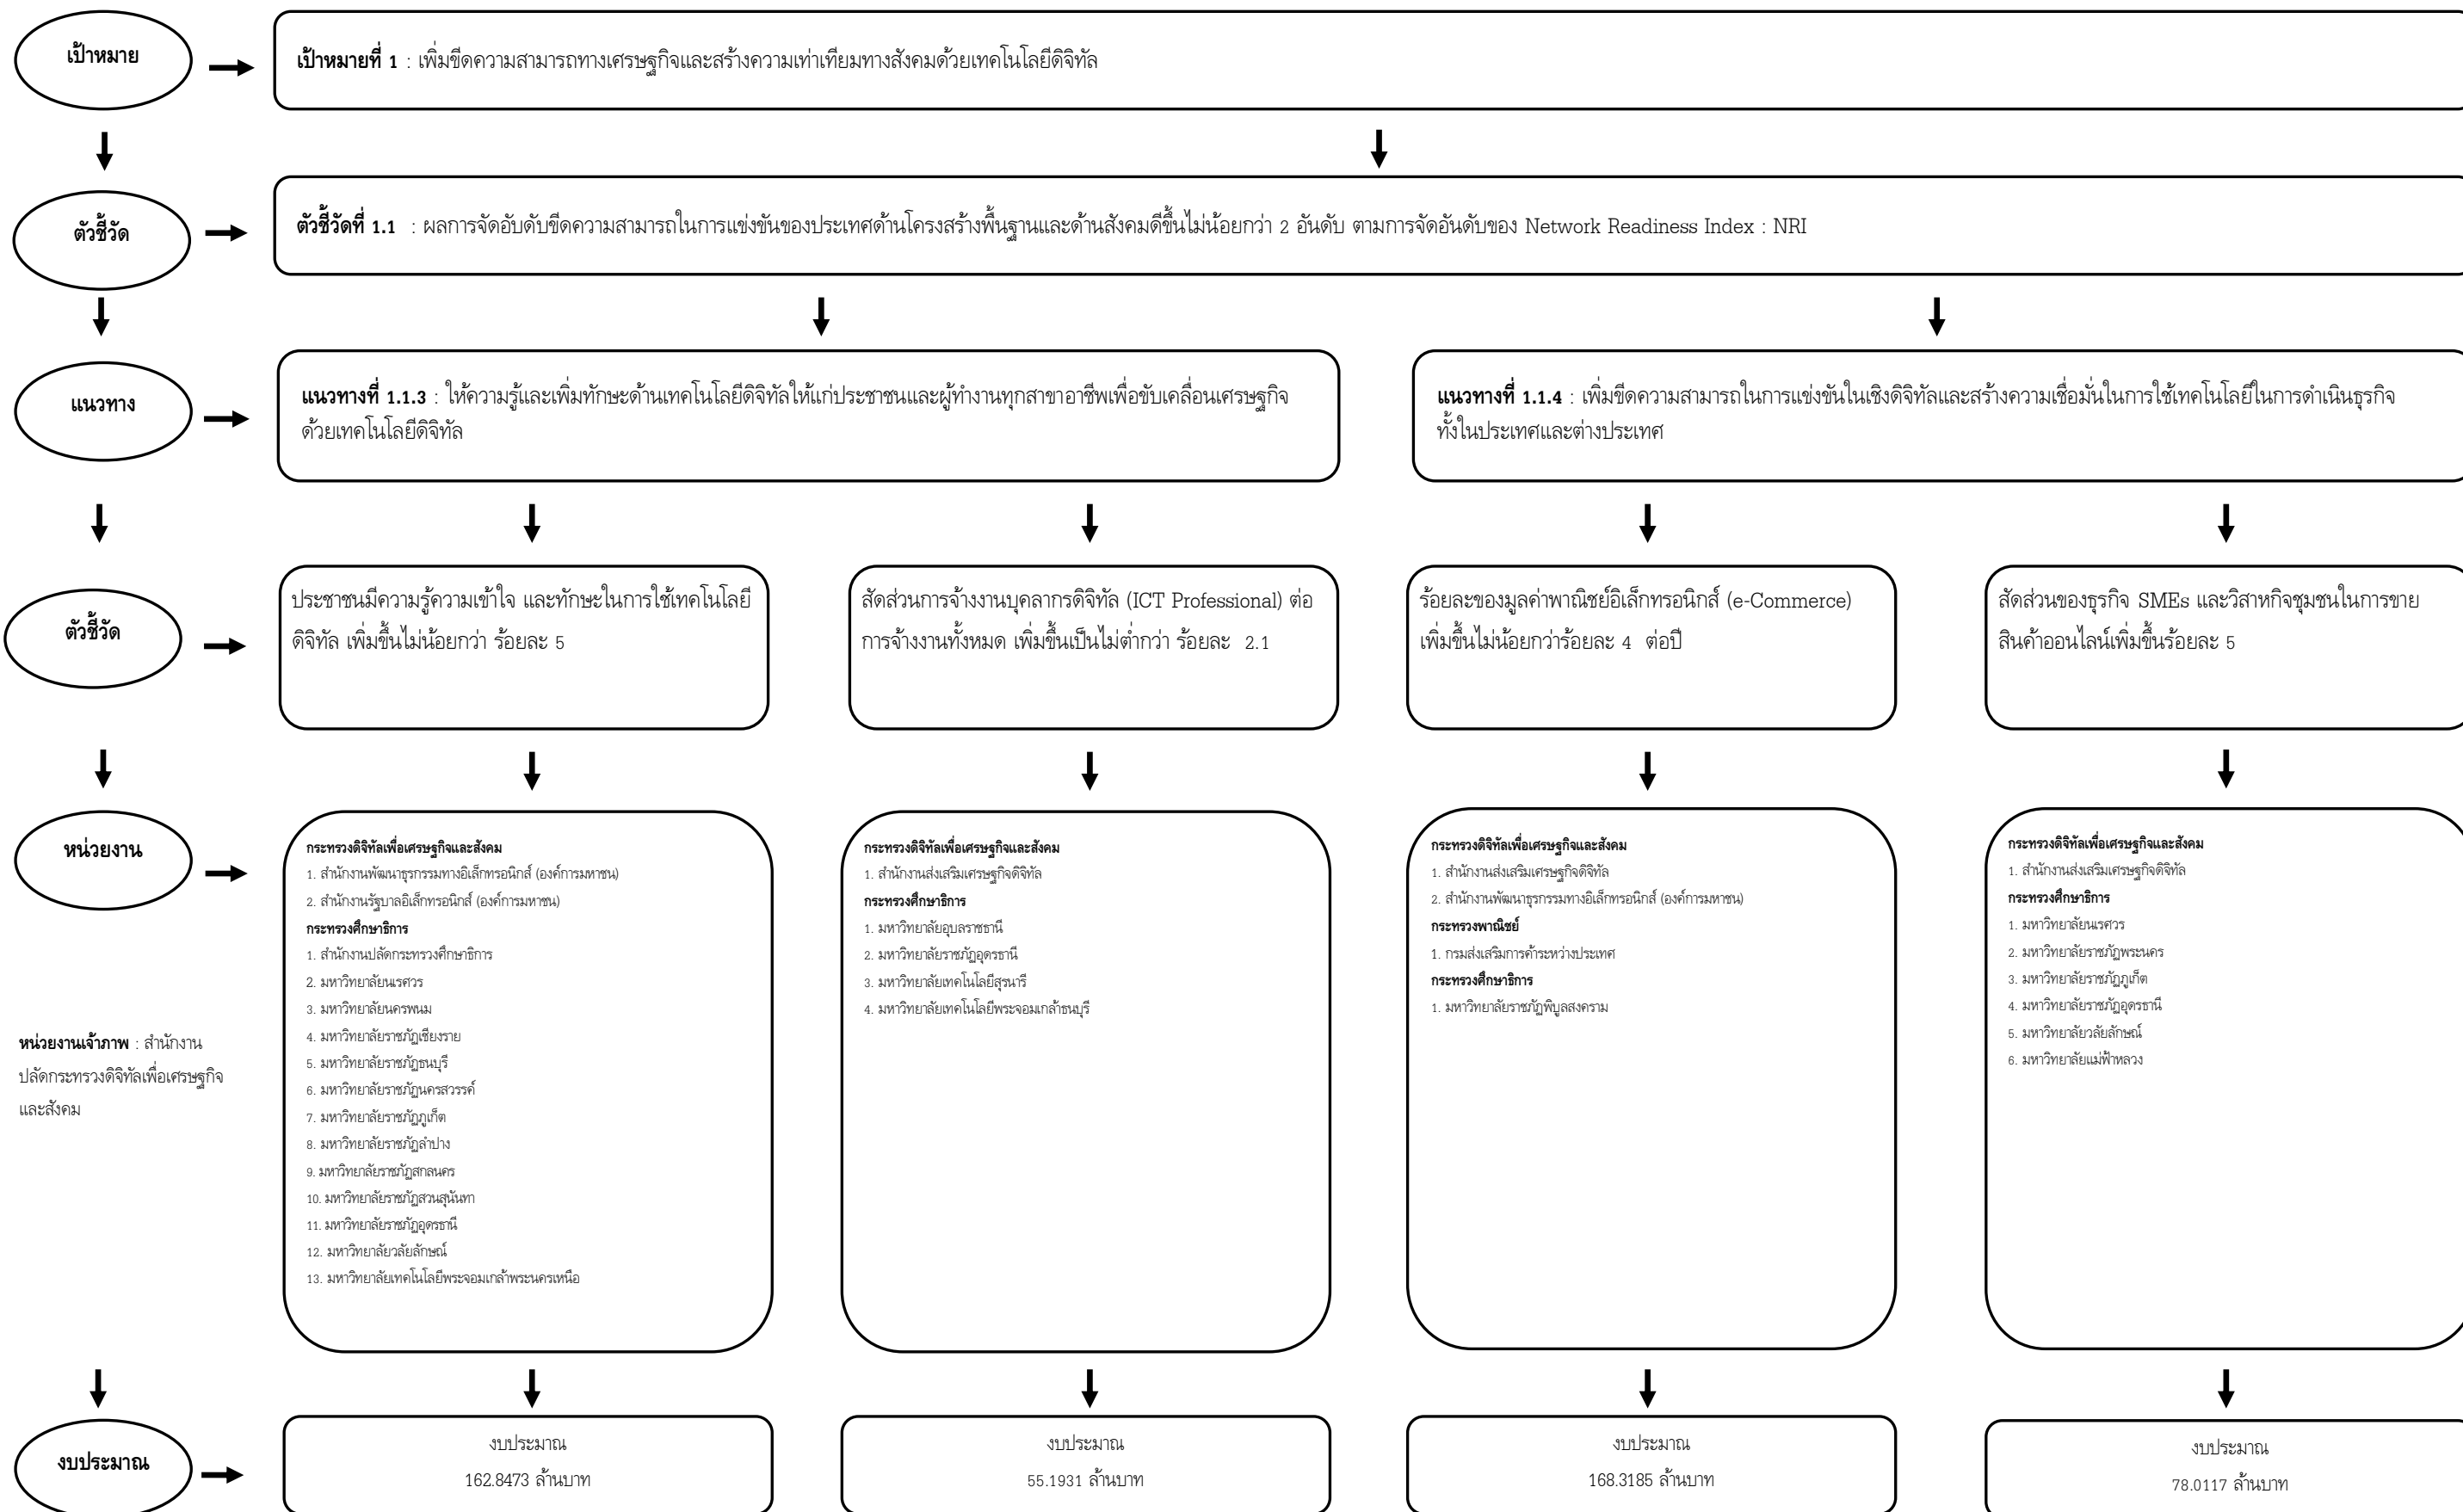 เป้าหมาย
เป้าหมายที่ 1 : เพิ่มขีดความสามารถทางเศรษฐกิจและสร้างความเท่าเทียมทางสังคมด้วยเทคโนโลยีดิจิทัล
ตัวชี้วัด
ตัวชี้วัดที่ 1.1 : ผลการจัดอับดับขีดความสามารถในการแข่งขันของประเทศด้านโครงสร้างพื้นฐานและด้านสังคมดีขึ้นไม่น้อยกว่า 2 อันดับ ตามการจัดอันดับของ Network Readiness Index : NRI
แนวทาง
แนวทางที่ 1.1.3 : ให้ความรู้และเพิ่มทักษะด้านเทคโนโลยีดิจิทัลให้แก่ประชาชนและผู้ทำงานทุกสาขาอาชีพเพื่อขับเคลื่อนเศรษฐกิจ
ด้วยเทคโนโลยีดิจิทัล
แนวทางที่ 1.1.4 : เพิ่มขีดความสามารถในการแข่งขันในเชิงดิจิทัลและสร้างความเชื่อมั่นในการใช้เทคโนโลยีในการดำเนินธุรกิจ
ทั้งในประเทศและต่างประเทศ
ตัวชี้วัด
ประชาชนมีความรู้ความเข้าใจ และทักษะในการใช้เทคโนโลยี
ดิจิทัล เพิ่มขึ้นไม่น้อยกว่า ร้อยละ 5
สัดส่วนการจ้างงานบุคลากรดิจิทัล (ICT Professional) ต่อ
การจ้างงานทั้งหมด เพิ่มขึ้นเป็นไม่ต่ำกว่า ร้อยละ 2.1
ร้อยละของมูลค่าพาณิชย์อิเล็กทรอนิกส์ (e-Commerce)
เพิ่มขึ้นไม่น้อยกว่าร้อยละ 4 ต่อปี
สัดส่วนของธุรกิจ SMEs และวิสาหกิจชุมชนในการขาย
สินค้าออนไลน์เพิ่มขึ้นร้อยละ 5
หน่วยงาน
หน่วยงานเจ้าภาพ : สำนักงาน
ปลัดกระทรวงดิจิทัลเพื่อเศรษฐกิจ
และสังคม
กระทรวงดิจิทัลเพื่อเศรษฐกิจและสังคม
1. สำนักงานพัฒนาธุรกรรมทางอิเล็กทรอนิกส์ (องค์การมหาชน)
2. สำนักงานรัฐบาลอิเล็กทรอนิกส์ (องค์การมหาชน)
กระทรวงศึกษาธิการ
1. สำนักงานปลัดกระทรวงศึกษาธิการ
2. มหาวิทยาลัยนเรศวร
3. มหาวิทยาลัยนครพนม
4. มหาวิทยาลัยราชภัฏเชียงราย
5. มหาวิทยาลัยราชภัฏธนบุรี
6. มหาวิทยาลัยราชภัฏนครสวรรค์
7. มหาวิทยาลัยราชภัฏภูเก็ต
8. มหาวิทยาลัยราชภัฏลำปาง
9. มหาวิทยาลัยราชภัฏสกลนคร
10. มหาวิทยาลัยราชภัฏสวนสุนันทา
11. มหาวิทยาลัยราชภัฏอุดรธานี
12. มหาวิทยาลัยวลัยลักษณ์
13. มหาวิทยาลัยเทคโนโลยีพระจอมเกล้าพระนครเหนือ
กระทรวงดิจิทัลเพื่อเศรษฐกิจและสังคม
1. สำนักงานส่งเสริมเศรษฐกิจดิจิทัล
กระทรวงศึกษาธิการ
1. มหาวิทยาลัยอุบลราชธานี
2. มหาวิทยาลัยราชภัฏอุดรธานี
3. มหาวิทยาลัยเทคโนโลยีสุรนารี
4. มหาวิทยาลัยเทคโนโลยีพระจอมเกล้าธนบุรี
กระทรวงดิจิทัลเพื่อเศรษฐกิจและสังคม
1. สำนักงานส่งเสริมเศรษฐกิจดิจิทัล
2. สำนักงานพัฒนาธุรกรรมทางอิเล็กทรอนิกส์ (องค์การมหาชน)
กระทรวงพาณิชย์
1. กรมส่งเสริมการค้าระหว่างประเทศ
กระทรวงศึกษาธิการ
1. มหาวิทยาลัยราชภัฏพิบูลสงคราม
กระทรวงดิจิทัลเพื่อเศรษฐกิจและสังคม
1. สำนักงานส่งเสริมเศรษฐกิจดิจิทัล
กระทรวงศึกษาธิการ
1. มหาวิทยาลัยนเรศวร
2. มหาวิทยาลัยราชภัฏพระนคร
3. มหาวิทยาลัยราชภัฏภูเก็ต
4. มหาวิทยาลัยราชภัฏอุดรธานี
5. มหาวิทยาลัยวลัยลักษณ์
6. มหาวิทยาลัยแม่ฟ้าหลวง
งบประมาณ
งบประมาณ
162.8473 ล้านบาท
งบประมาณ
55.1931 ล้านบาท
งบประมาณ
168.3185 ล้านบาท
งบประมาณ
78.0117 ล้านบาท